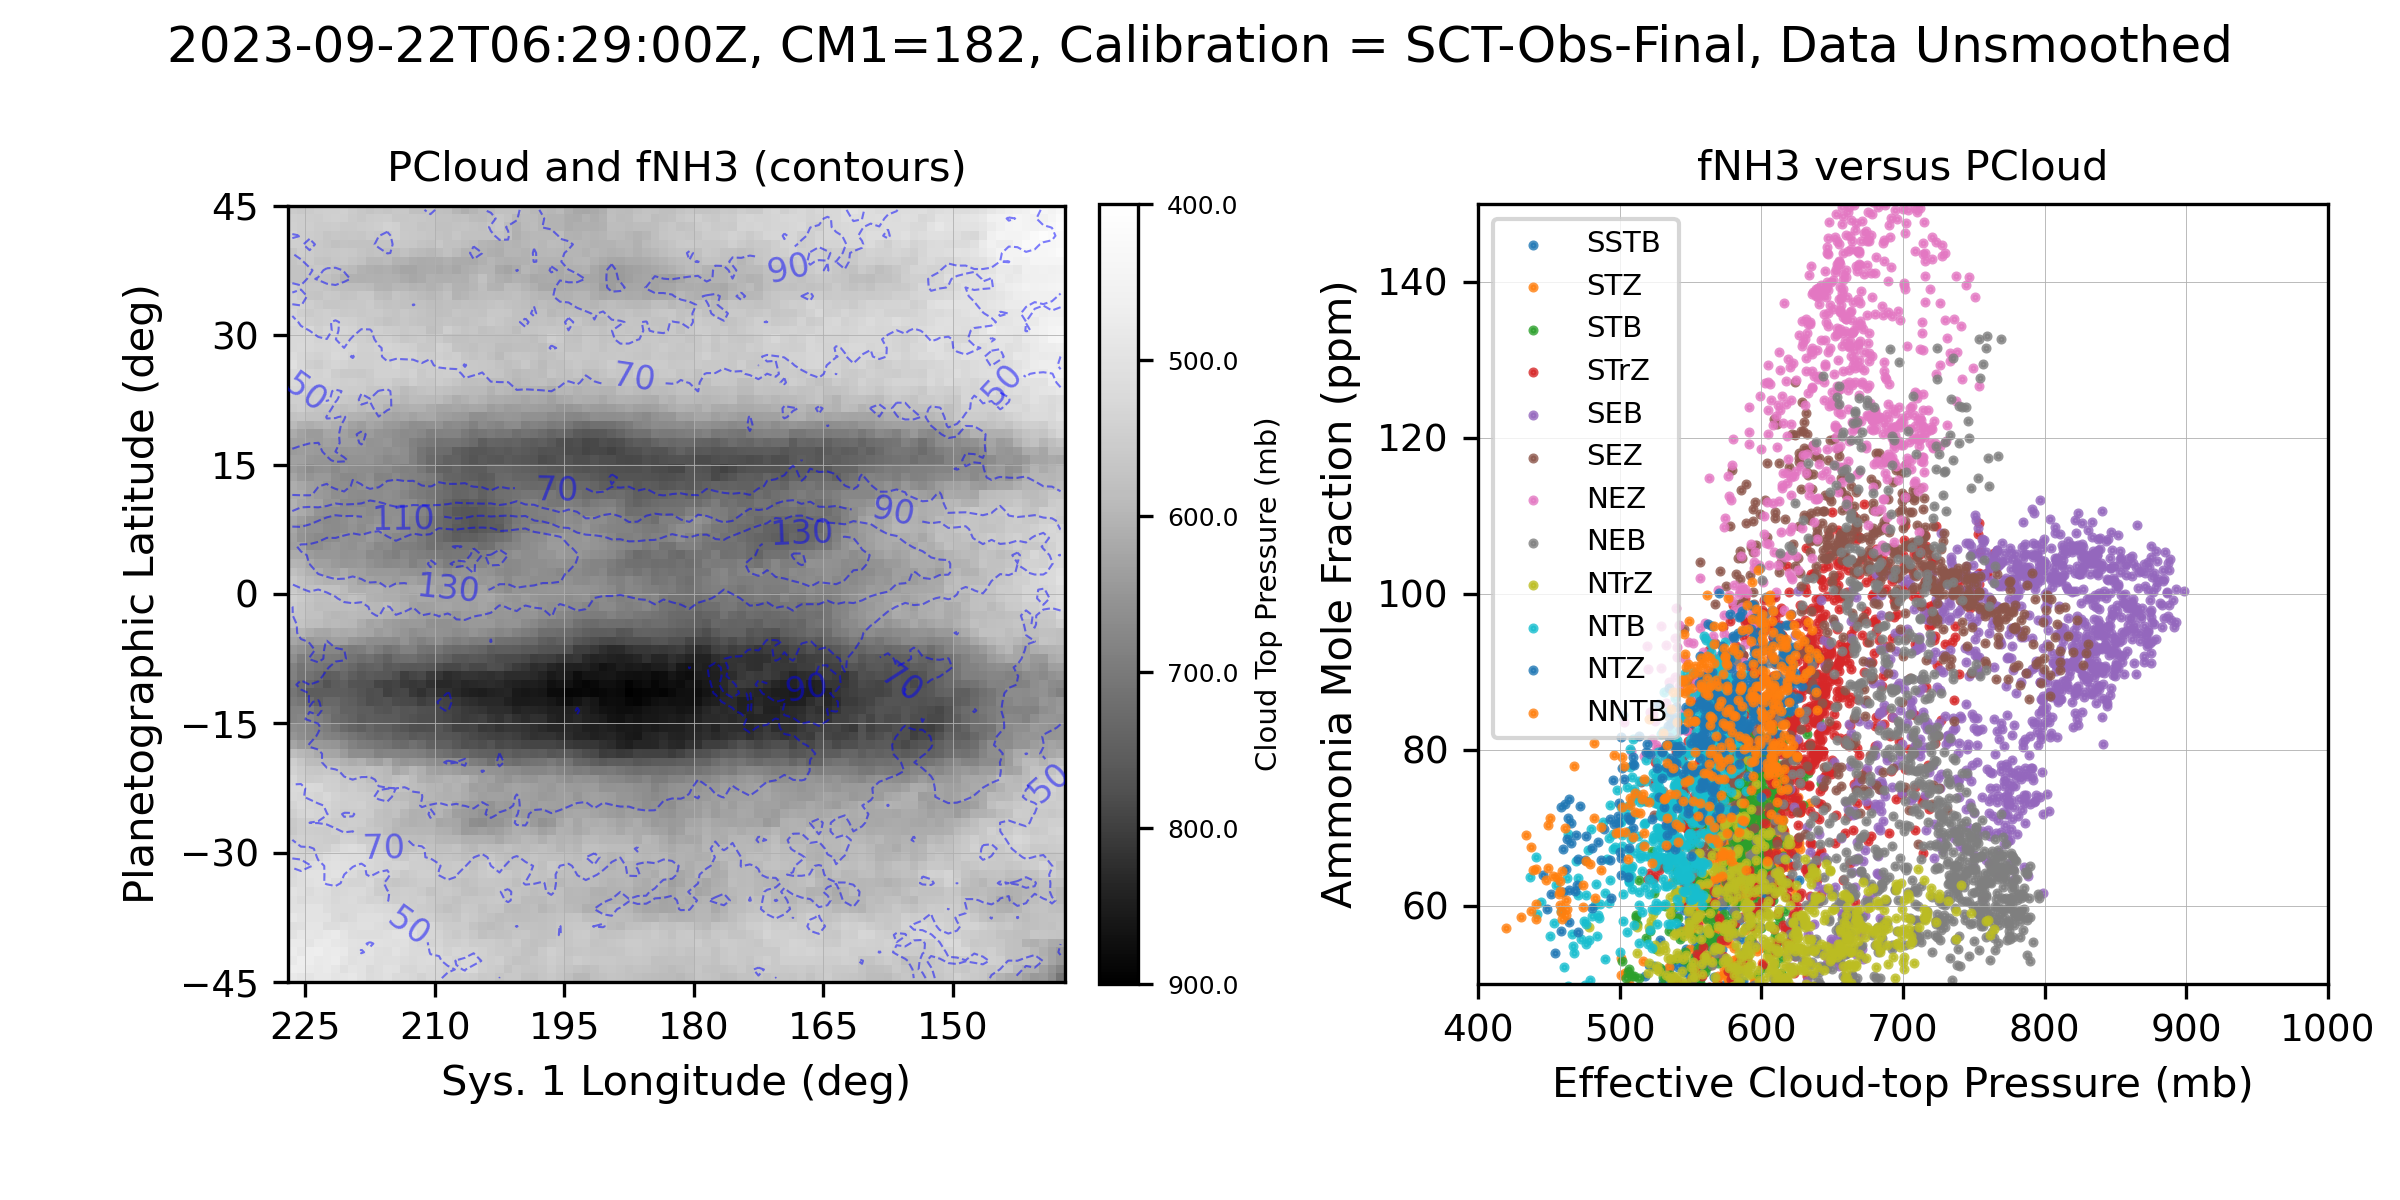 2023-09-22T06:29:00Z, CM1=182, Calibration = SCT-Obs-Final, Data Unsmoothed
PCloud and fNH3 (contours)
45
30
15
0
−15
−30
−45
Planetographic Latitude (deg)
225
210
195
180
165
150
Sys. 1 Longitude (deg)
90
70
50
50
70
90
110
130
130
90
70
50
70
50
400.0
500.0
600.0
700.0
800.0
900.0
Cloud Top Pressure (mb)
fNH3 versus PCloud
140
120
100
80
60
Ammonia Mole Fraction (ppm)
SSTB
STZ
STB
STrZ
SEB
SEZ
NEZ
NEB
NTrZ
NTB
NTZ
NNTB
400
500
600
700
800
900
1000
Effective Cloud-top Pressure (mb)